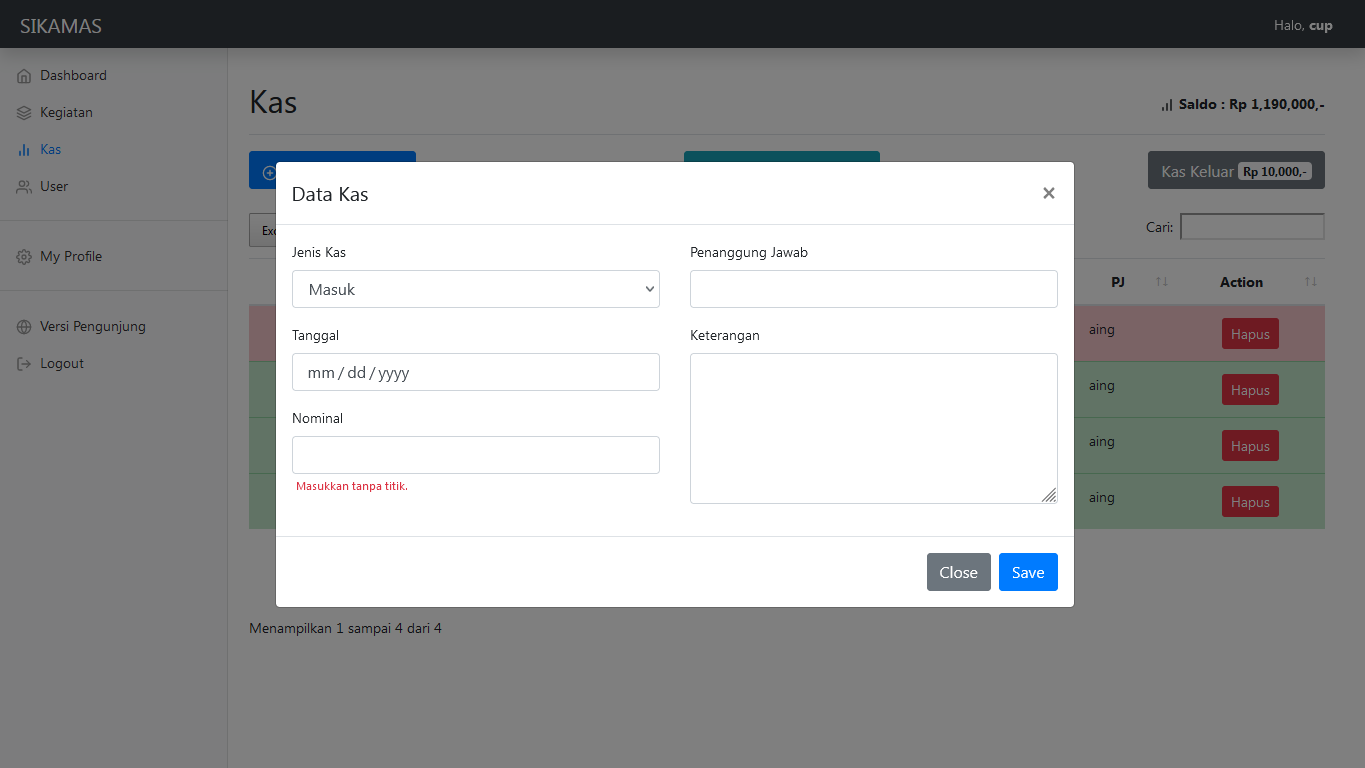 SIKAMAS
Halo, cup
Dashboard
Kegiatan
Kas
User
My Profile
Versi Pengunjung
Logout
Kas
Saldo : Rp 1,190,000,-
Kas Keluar Rp 10,000,-
Cari:
PJ
Action
aing
Hapus
aing
Hapus
aing
Hapus
aing
Hapus
Menampilkan 1 sampai 4 dari 4
Data Kas
×
Jenis Kas
Masuk
Tanggal
mm / dd / yyyy
Nominal
Masukkan tanpa titik.
Penanggung Jawab
Keterangan
Close
Save